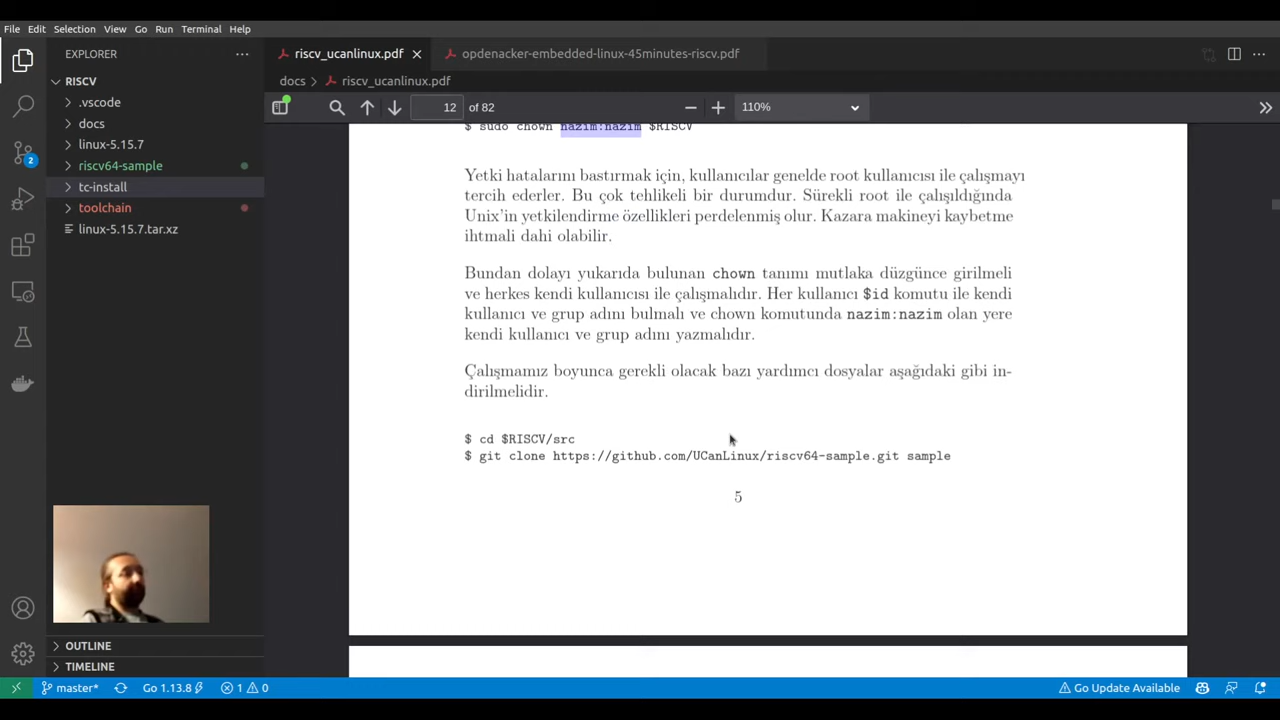 File Edit Selection View Go Run Terminal Help
EXPLORER
riscv_ucanlinux.pdf
opdenacker-embedded-linux-45minutes-riscv.pdf
RISCV
docs > riscv_ucanlinux.pdf
.vscode
docs
linux-5.15.7
riscv64-sample
tc-install
toolchain
linux-5.15.7.tar.xz
12 of 82
110%
$ sudo chown nazim:nazim $RISCV
Yetki hatalarını bastırmak için, kullanıcılar genelde root kullanıcısı ile çalışmayı
tercih ederler. Bu çok tehlikeli bir durumdur. Sürekli root ile çalışıldığında
Unix'in yetkilendirme özellikleri perdelenmiş olur. Kazara makineyi kaybetme
ihtmali dahi olabilir.
Bundan dolayı yukarıda bulunan chown tanımı mutlaka düzgünce girilmeli
ve herkes kendi kullanıcısı ile çalışmalıdır. Her kullanıcı $id komutu ile kendi
kullanıcı ve grup adını bulmalı ve chown komutunda nazim:nazim olan yere
kendi kullanıcı ve grup adını yazmalıdır.
Çalışmamız boyunca gerekli olacak bazı yardımcı dosyalar aşağıdaki gibi in-
dirilmelidir.
$ cd $RISCV/src
$ git clone https://github.com/UCanLinux/riscv64-sample.git sample
5
2
OUTLINE
TIMELINE
master* Go 1.13.8 1 0 Go Update Available